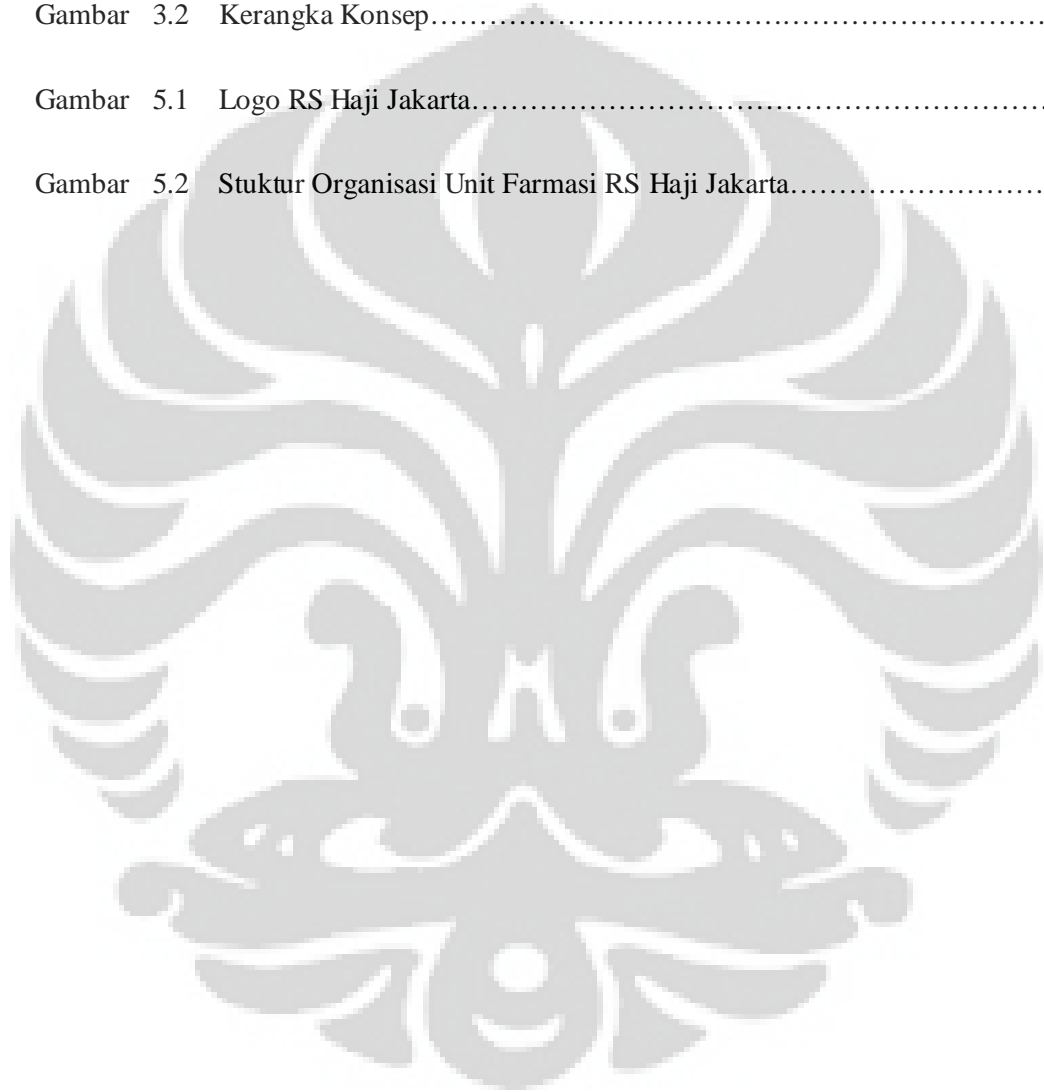 Gambar 3.2 Kerangka Konsep……………………………………………………………
Gambar 5.1 Logo RS Haji Jakarta………………………………………………………
Gambar 5.2 Stuktur Organisasi Unit Farmasi RS Haji Jakarta………………………